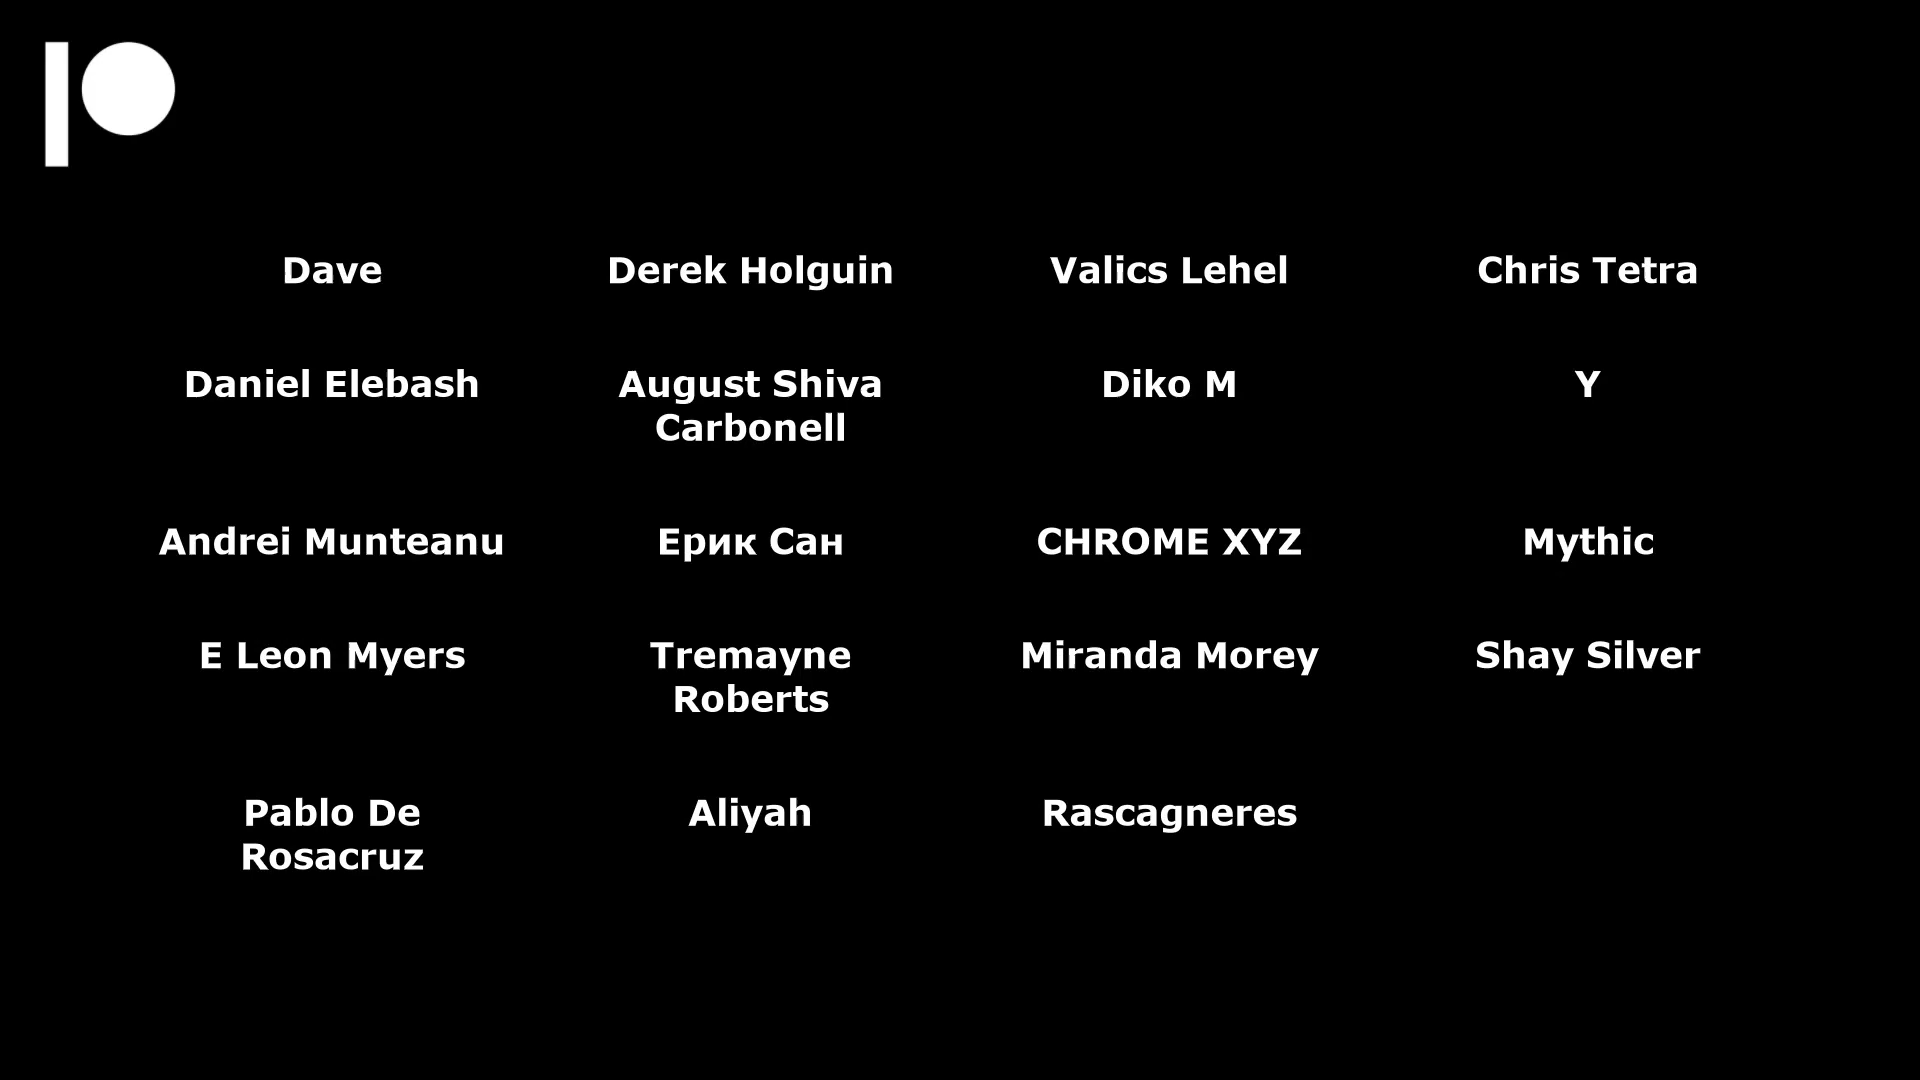 Dave
Derek Holguin
Valics Lehel
Chris Tetra
Daniel Elebash
August Shiva
Carbonell
Diko M
Y
Andrei Munteanu
Ерик Сан
CHROME XYZ
Mythic
E Leon Myers
Tremayne
Roberts
Miranda Morey
Shay Silver
Pablo De
Rosacruz
Aliyah
Rascagneres